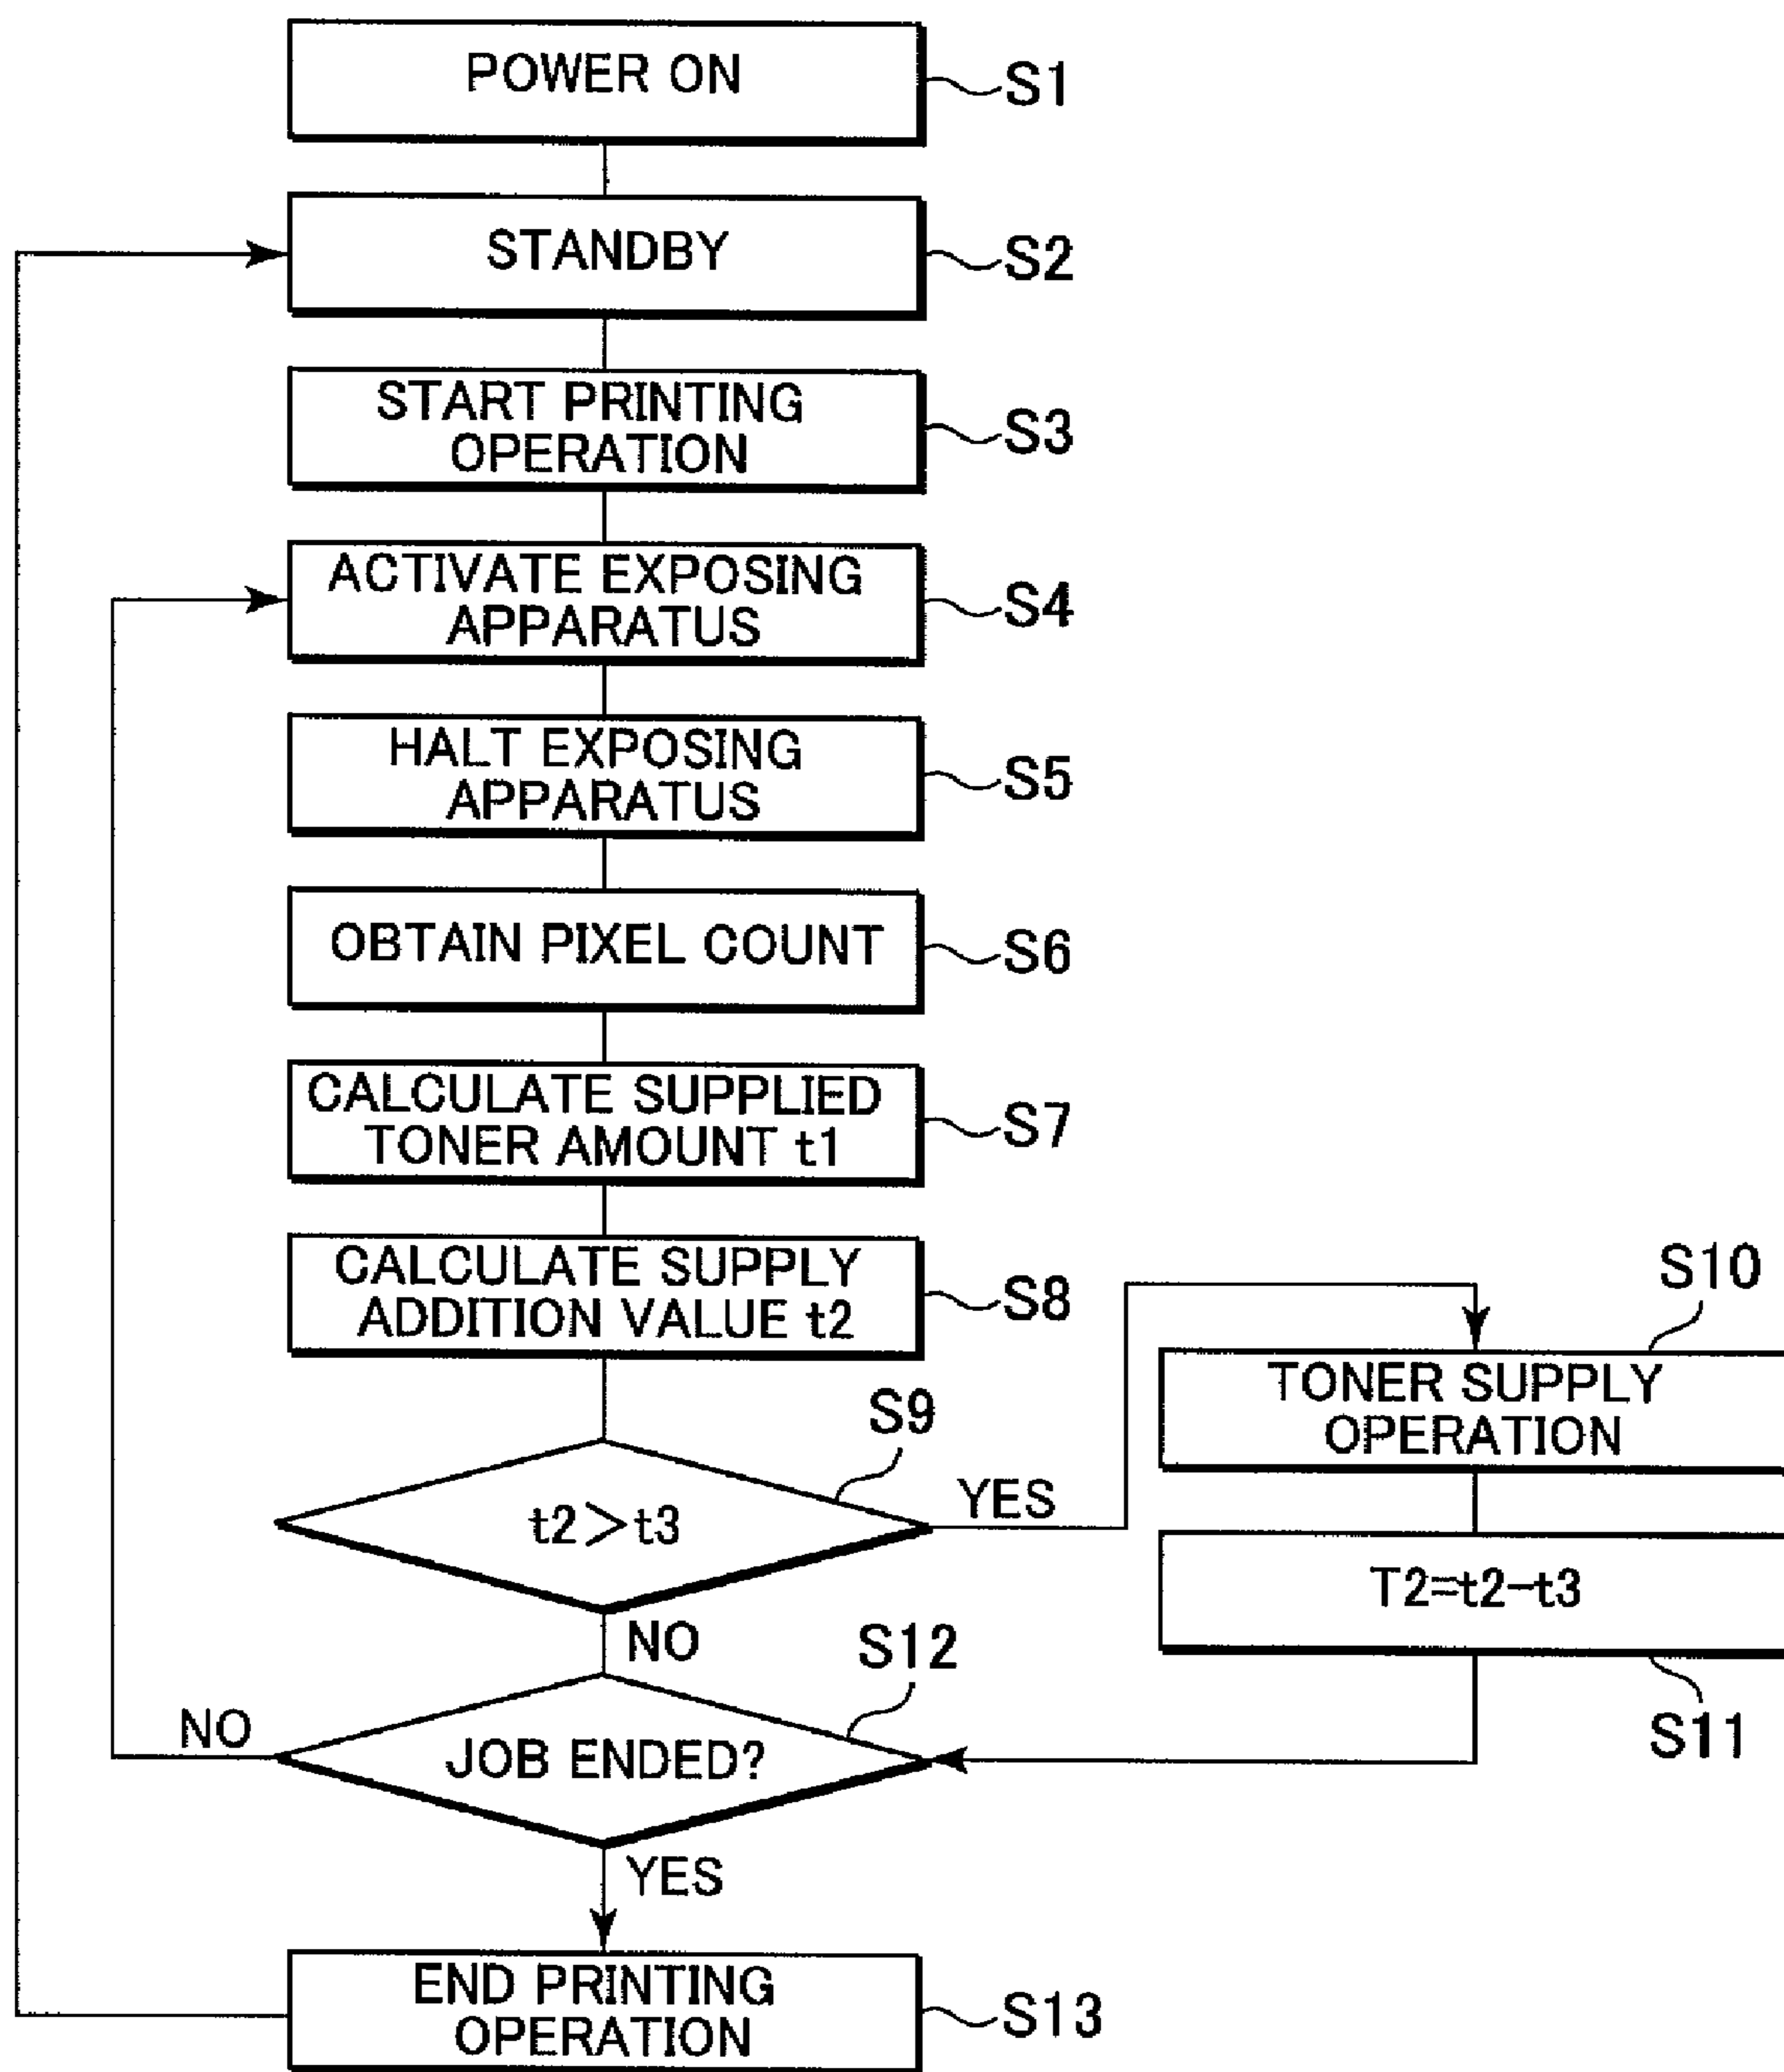 POWER ON
S1
STANDBY
S2
START PRINTING
OPERATION
S3
ACTIVATE EXPOSING
APPARATUS
S4
HALT EXPOSING
APPARATUS
S5
OBTAIN PIXEL COUNT
S6
CALCULATE SUPPLIED
TONER AMOUNT t1
S7
CALCULATE SUPPLY
ADDITION VALUE t2
S8
t2>t3
S9
YES
NO
TONER SUPPLY
OPERATION
S10
T2=t2-t3
S11
JOB ENDED?
S12
NO
YES
END PRINTING
OPERATION
S13